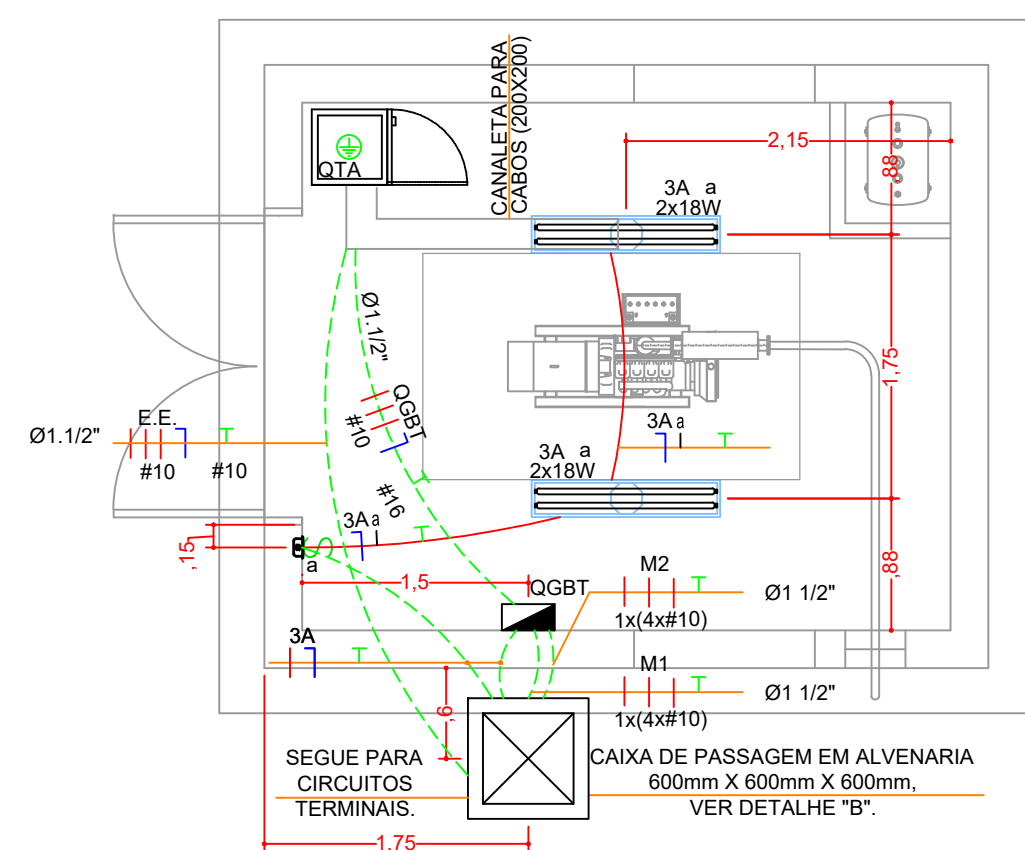 CANALETA PARA
CABOS (200X200)
QTA
2,15
,88
3A a
2x18W
Ø1.1/2"
QGBT
#10
1,75
E.E.
Ø1.1/2"
#10
#10
3A a
3A a
2x18W
#16
3A a
,15
a
1,5
QGBT
M2
Ø1 1/2"
1x(4x#10)
,88
3A
M1
Ø1 1/2"
1x(4x#10)
,6
SEGUE PARA
CIRCUITOS
TERMINAIS.
CAIXA DE PASSAGEM EM ALVENARIA
600mm X 600mm X 600mm,
VER DETALHE "B".
1,75